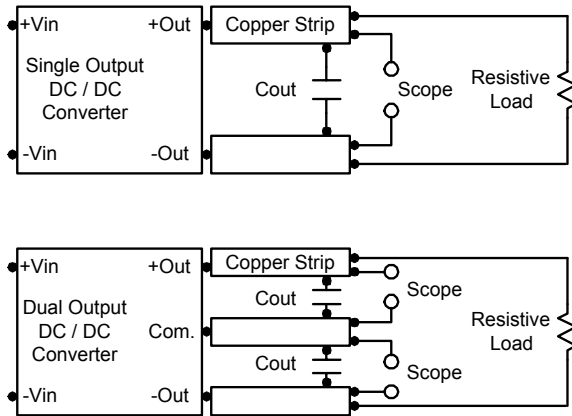 +Vin +Out Copper Strip
Single Output
DC / DC
Converter
Cout Scope
Resistive
Load
-Vin -Out
+Vin +Out Copper Strip
Cout Scope
Dual Output
DC / DC
Converter
Com.
Resistive
Load
Cout Scope
-Vin -Out